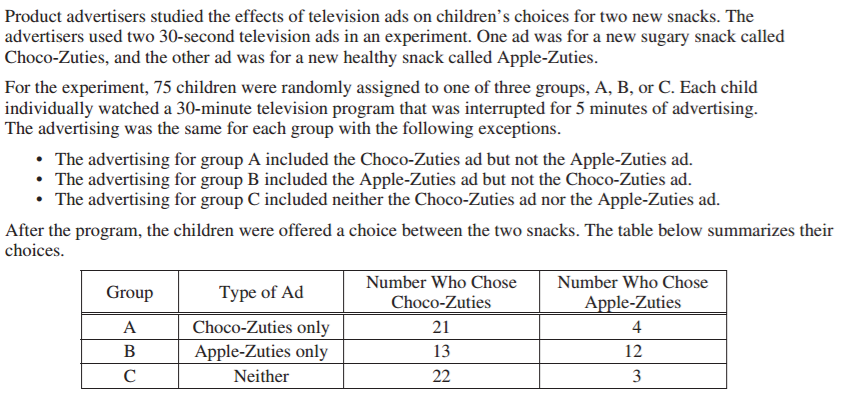 Product advertisers studied the effects of television ads on children’s choices for two new snacks. The
advertisers used two 30-second television ads in an experiment. One ad was for a new sugary snack called
Choco-Zuties, and the other ad was for a new healthy snack called Apple-Zuties.
For the experiment, 75 children were randomly assigned to one of three groups, A, B, or C. Each child
individually watched a 30-minute television program that was interrupted for 5 minutes of advertising.
The advertising was the same for each group with the following exceptions.
• The advertising for group A included the Choco-Zuties ad but not the Apple-Zuties ad.
• The advertising for group B included the Apple-Zuties ad but not the Choco-Zuties ad.
• The advertising for group C included neither the Choco-Zuties ad nor the Apple-Zuties ad.
After the program, the children were offered a choice between the two snacks. The table below summarizes their
choices.
Group Type of Ad Number Who Chose Choco-Zuties Number Who Chose Apple-Zuties
A Choco-Zuties only 21 4
B Apple-Zuties only 13 12
C Neither 22 3